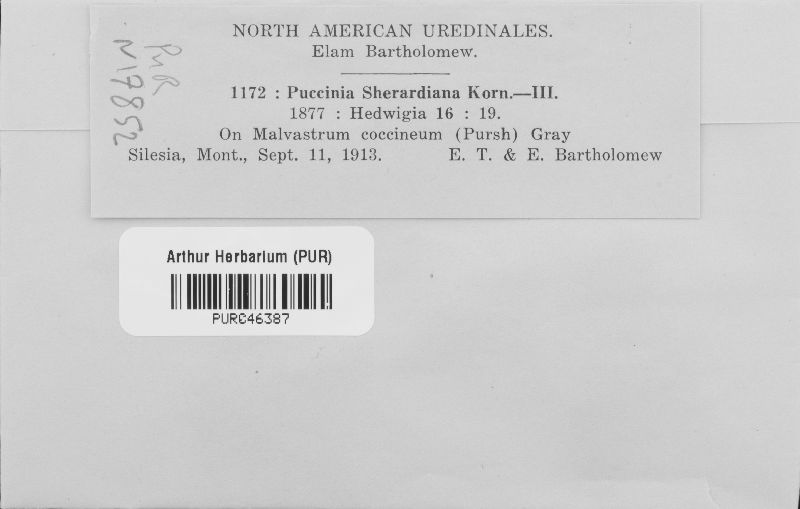 NORTH AMERICAN UREDINALES.
Elam Bartholomew.
1172 : Puccinia Sherardiana Korn.—III.
1877 : Hedwigia 16 : 19.
On Malvastrum coccineum (Pursh) Gray
Silesia, Mont., Sept. 11, 1913. E. T. & E. Bartholomew
PUR
N17852
Arthur Herbarium (PUR)
PUR046387